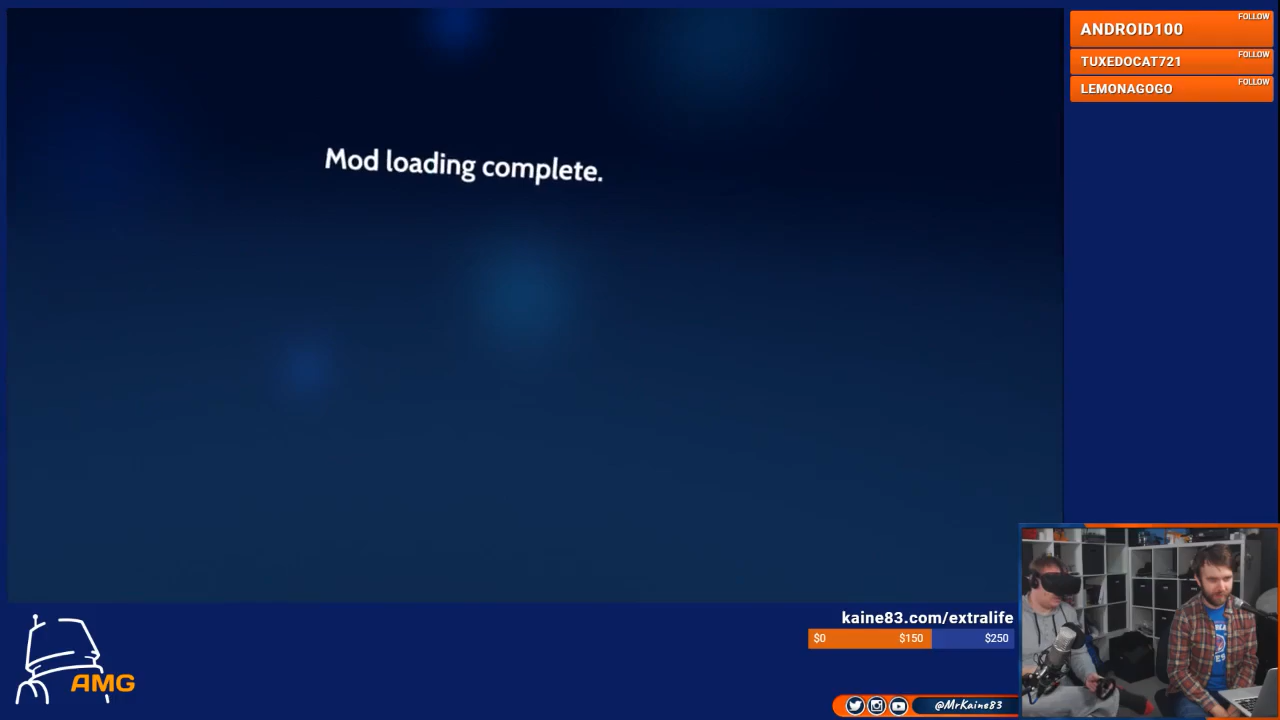 Mod loading complete.
FOLLOW
ANDROID100
FOLLOW
TUXEDOCAT721
FOLLOW
LEMONAGOGO
kaine83.com/extralife
$0 $150 $250
AMG
@MrKaine83